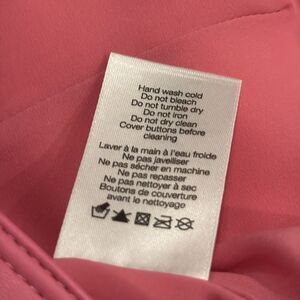 Hand wash cold
Do not bleach
Do not tumble dry
Do not iron
Do not dry clean
Cover buttons before
cleaning
Laver à la main à l'eau froide
Ne pas javelliser
Ne pas sécher en machine
Ne pas repasser
Ne pas nettoyer à sec
Boutons de couverture
avant le nettoyage